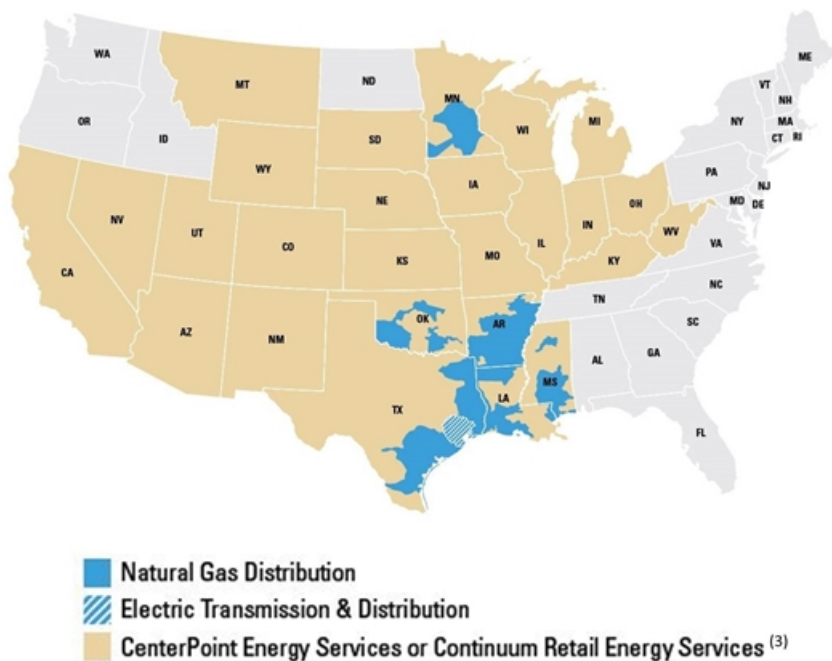 WA
MT
ND
MN
ME
VT
NH
OR
ID
SD
WI
MI
NY
MA
CT
RI
WY
IA
PA
NJ
NE
OH
MD
DE
NV
UT
IL
IN
WV
CO
VA
CA
KS
MO
KY
NC
TN
OK
AR
SC
AZ
NM
AL
GA
MS
LA
TX
FL
Natural Gas Distribution
Electric Transmission & Distribution
CenterPoint Energy Services or Continuum Retail Energy Services (3)